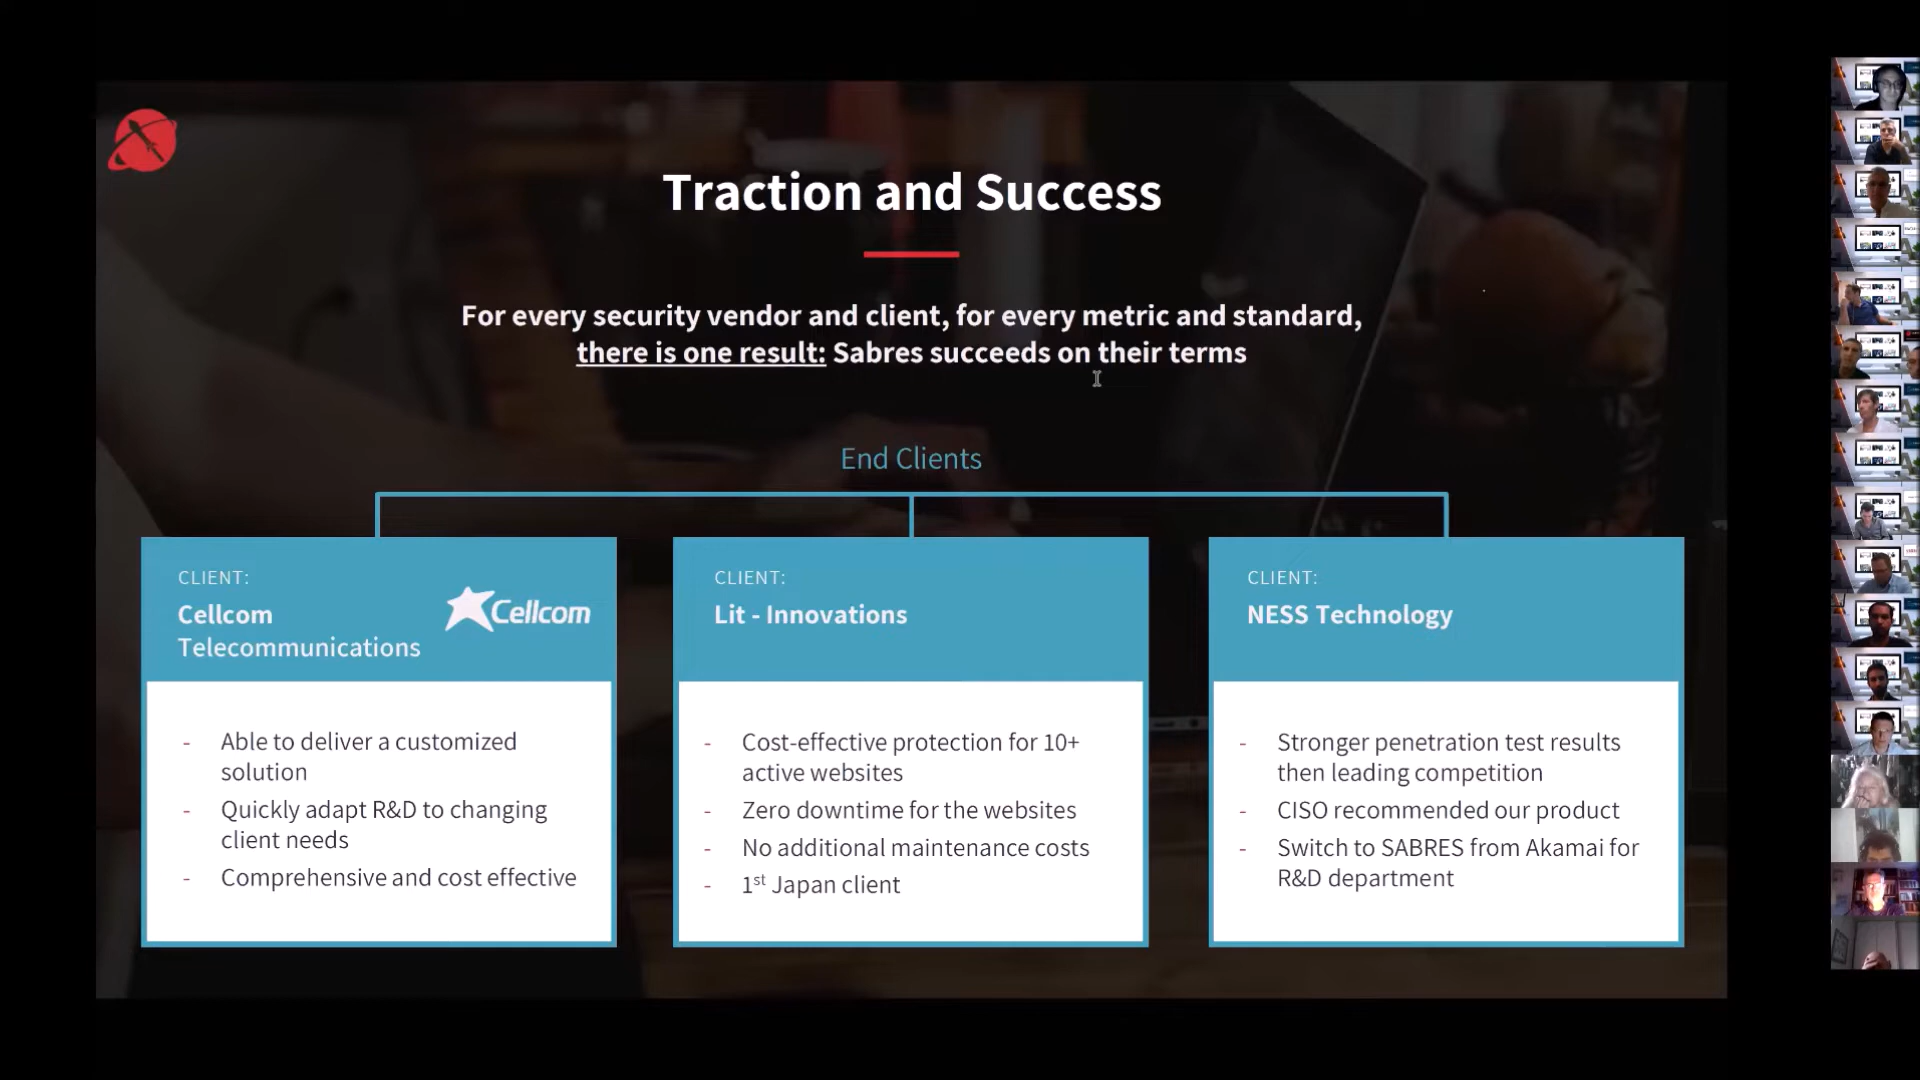 Traction and Success
For every security vendor and client, for every metric and standard,
there is one result: Sabres succeeds on their terms
End Clients
CLIENT:
Cellcom
Telecommunications
Cellcom
- Able to deliver a customized
solution
- Quickly adapt R&D to changing
client needs
- Comprehensive and cost effective
CLIENT:
Lit - Innovations
- Cost-effective protection for 10+
active websites
- Zero downtime for the websites
- No additional maintenance costs
- 1st Japan client
CLIENT:
NESS Technology
- Stronger penetration test results
then leading competition
- CISO recommended our product
- Switch to SABRES from Akamai for
R&D department